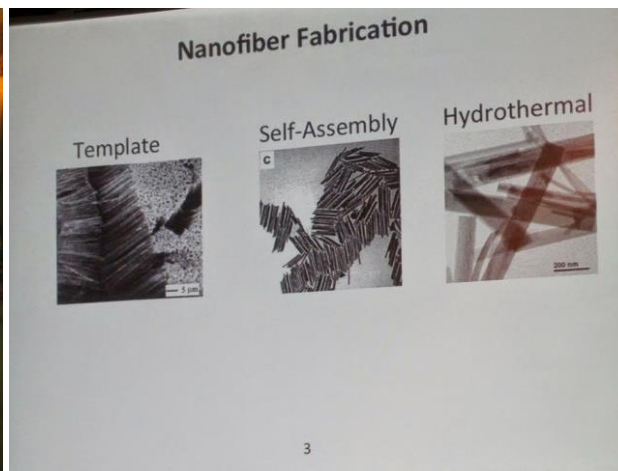 Nanofiber Fabrication
Template
Self-Assembly
Hydrothermal
c
5 µm
200 nm
3